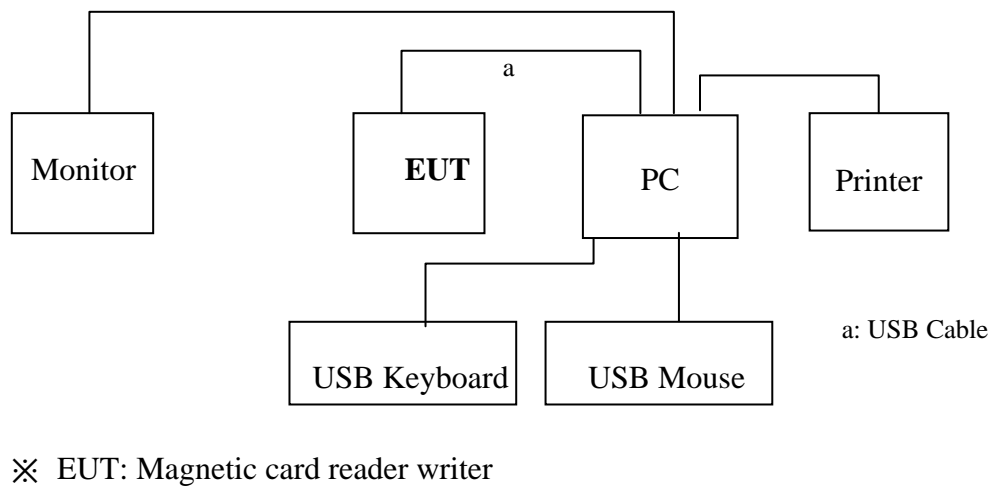 a
Monitor
EUT
PC
Printer
a: USB Cable
USB Keyboard
USB Mouse
※ EUT: Magnetic card reader writer